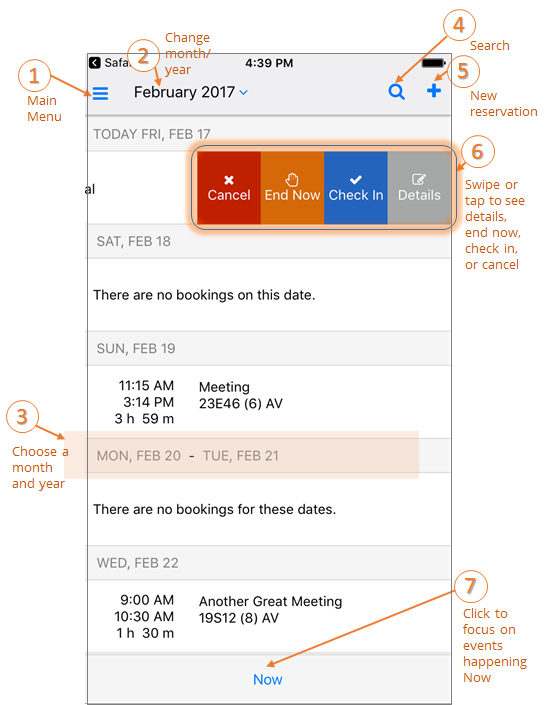 4
Search
Change
month/
year
2
Safa
4:39 PM
1
Main
Menu
February 2017
5
New
reservation
TODAY FRI, FEB 17
6
Swipe or
tap to see
details,
end now,
check in,
or cancel
al
Cancel
End Now
Check In
Details
SAT, FEB 18
There are no bookings on this date.
SUN, FEB 19
11:15 AM Meeting
3:14 PM 23E46 (6) AV
3 h 59 m
3
Choose a
month
and year
MON, FEB 20 - TUE, FEB 21
There are no bookings for these dates.
WED, FEB 22
9:00 AM Another Great Meeting
10:30 AM 19S12 (8) AV
1 h 30 m
7
Click to
focus on
events
happening
Now
Now